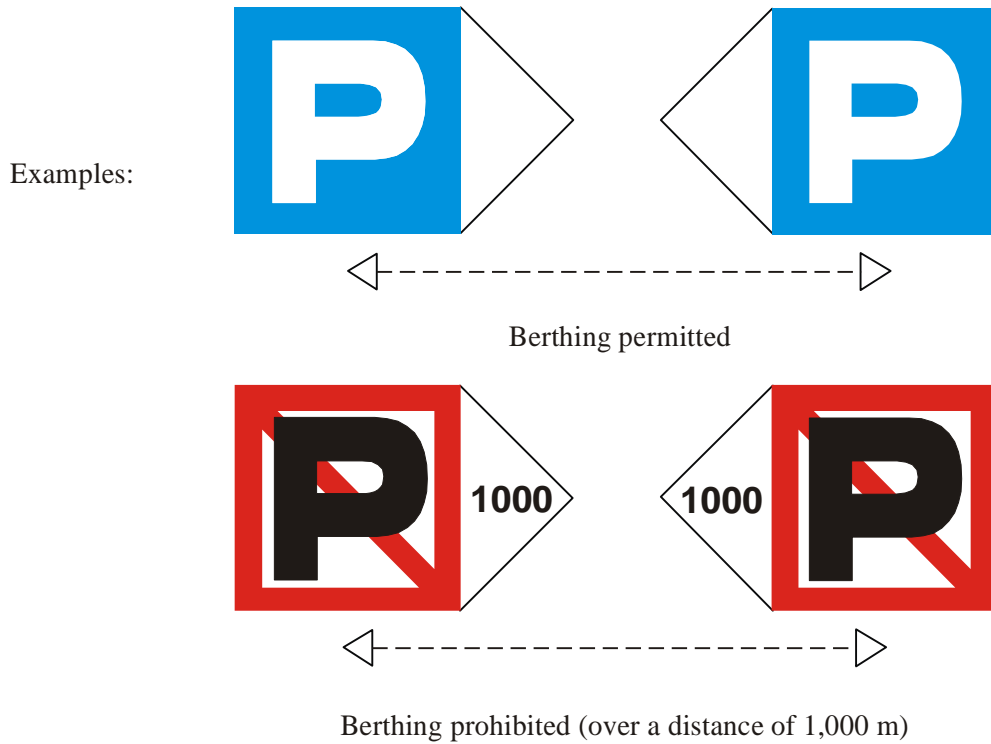 P P
Examples:
Berthing permitted
P 1000 1000 P
Berthing prohibited (over a distance of 1,000 m)